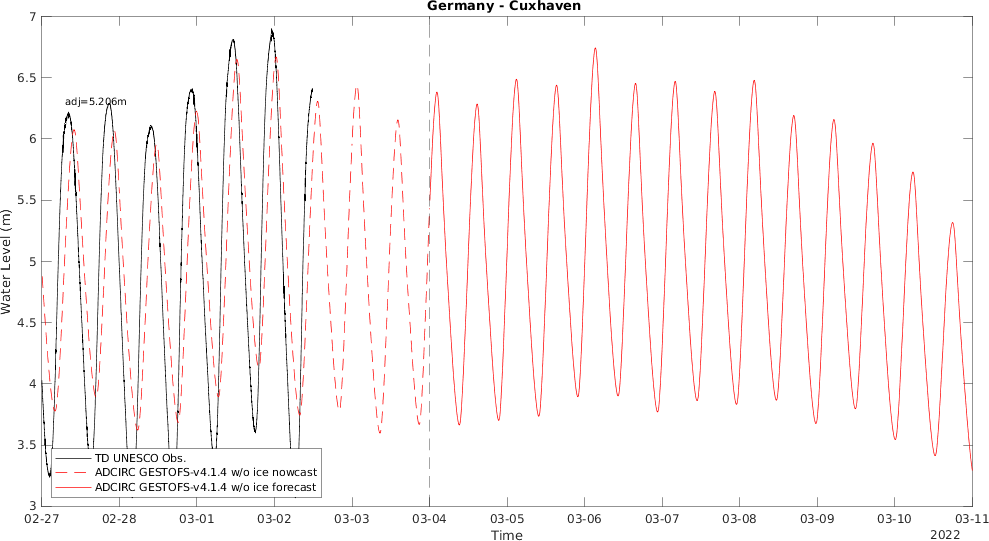 Germany - Cuxhaven
Water Level (m)
7
6.5
6
5.5
5
4.5
4
3.5
3
adj=5.206m
TD UNESCO Obs.
ADCIRC GESTOFS-v4.1.4 w/o ice nowcast
ADCIRC GESTOFS-v4.1.4 w/o ice forecast
02-27 02-28 03-01 03-02 03-03 03-04 03-05 03-06 03-07 03-08 03-09 03-10 03-11
Time
2022